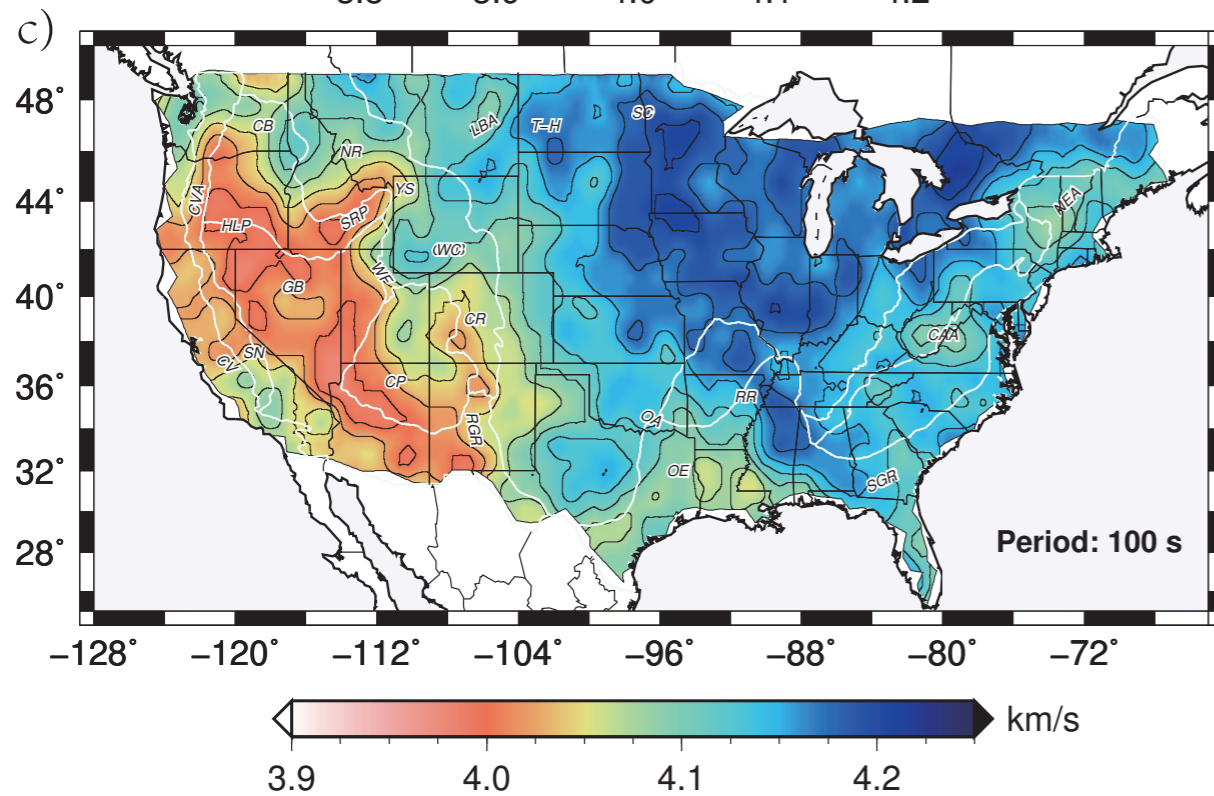 c)
48°
44°
40°
36°
32°
28°
CB
NR
LBA
T-H
SC
CVA
HLP
SRP
YS
WC
NEA
WF
GB
CR
CAA
SN
CV
CP
RGR
OA
RR
OE
SGR
Period: 100 s
−128° −120° −112° −104° −96° −88° −80° −72°
km/s
3.9 4.0 4.1 4.2